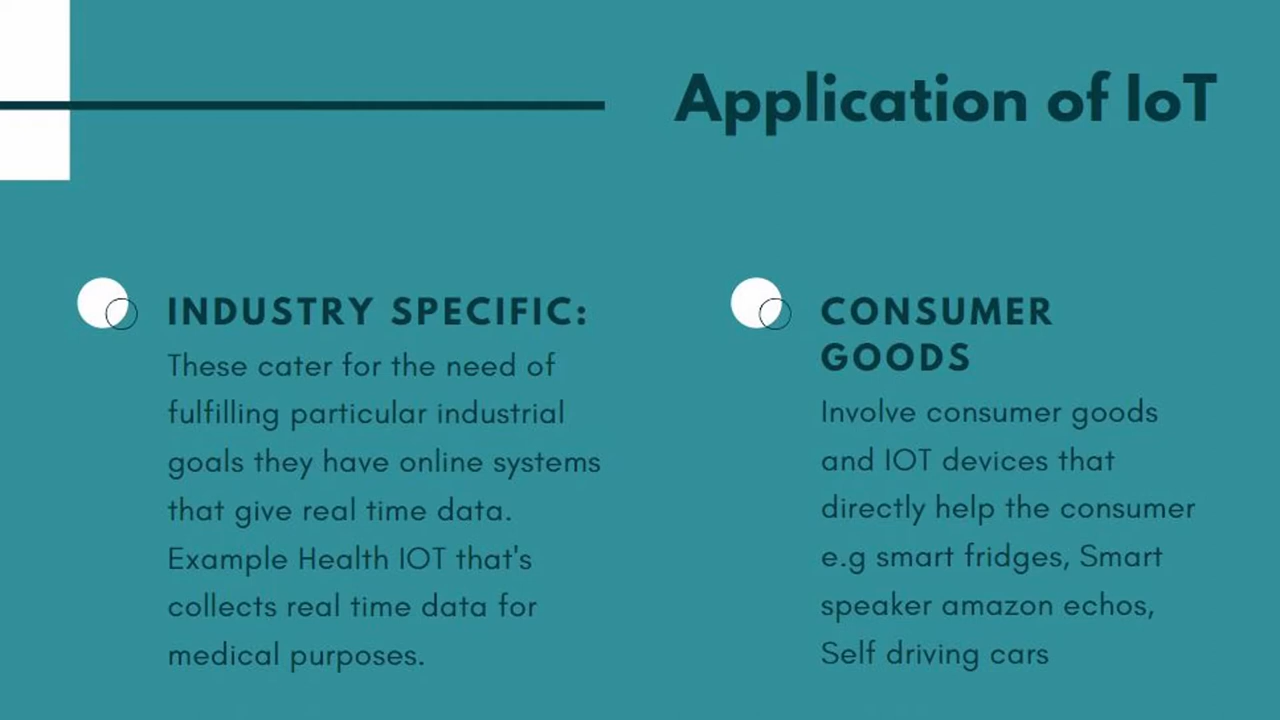 Application of IoT
INDUSTRY SPECIFIC:
These cater for the need of
fulfilling particular industrial
goals they have online systems
that give real time data.
Example Health IOT that's
collects real time data for
medical purposes.
CONSUMER
GOODS
Involve consumer goods
and IOT devices that
directly help the consumer
e.g smart fridges, Smart
speaker amazon echos,
Self driving cars